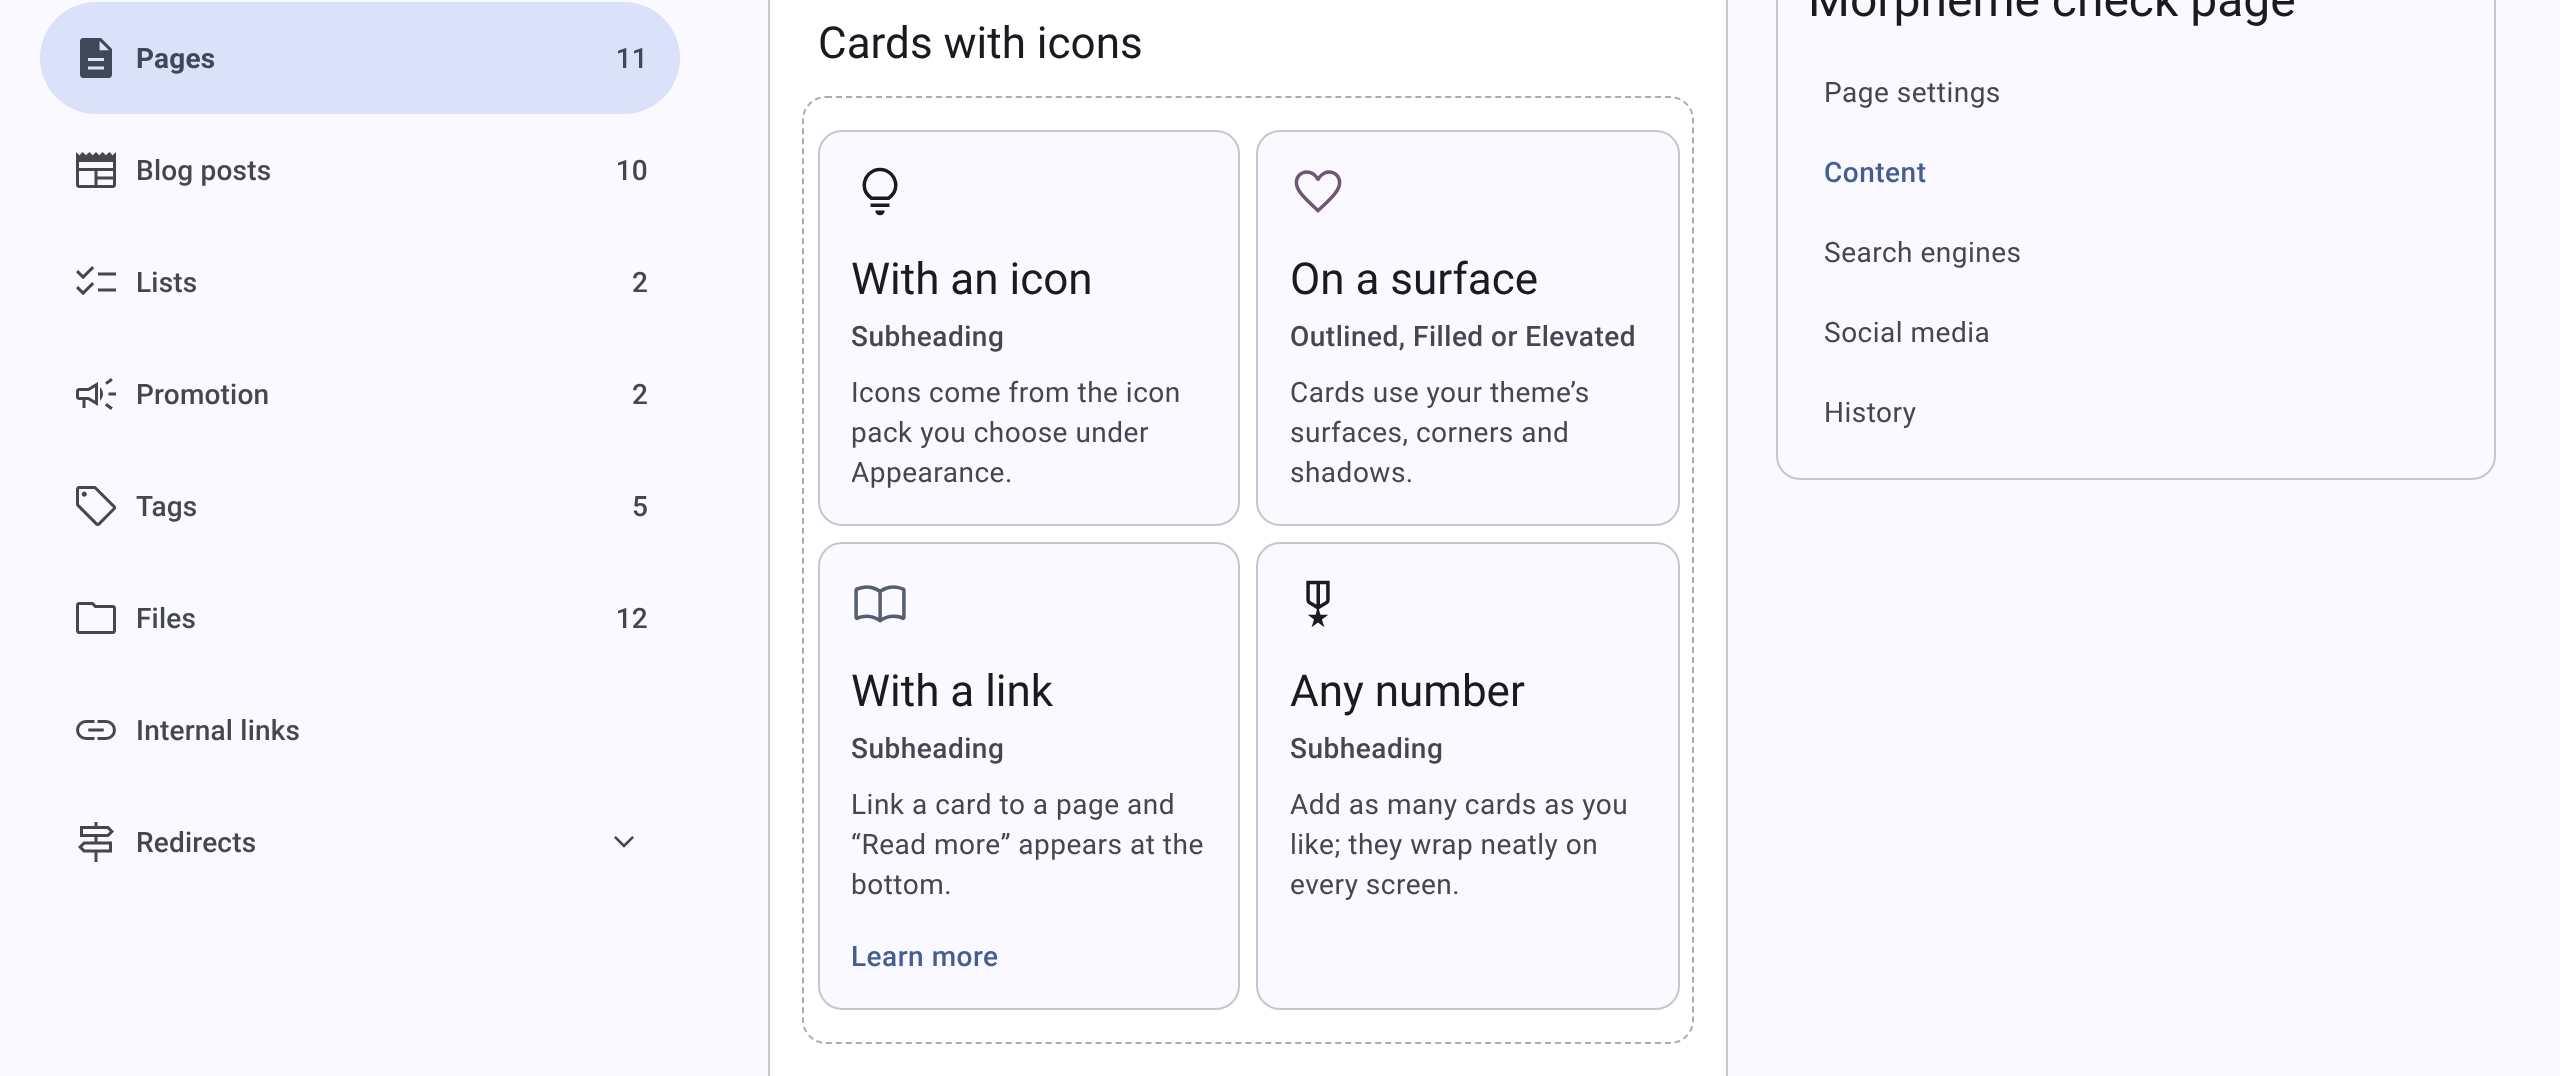 Pages 11
Blog posts 10
Lists 2
Promotion 2
Tags 5
Files 12
Internal links
Redirects
Cards with icons
With an icon
Subheading
Icons come from the icon
pack you choose under
Appearance.
On a surface
Outlined, Filled or Elevated
Cards use your theme’s
surfaces, corners and
shadows.
With a link
Subheading
Link a card to a page and
“Read more” appears at the
bottom.
Learn more
Any number
Subheading
Add as many cards as you
like; they wrap neatly on
every screen.
Morpheme check page
Page settings
Content
Search engines
Social media
History